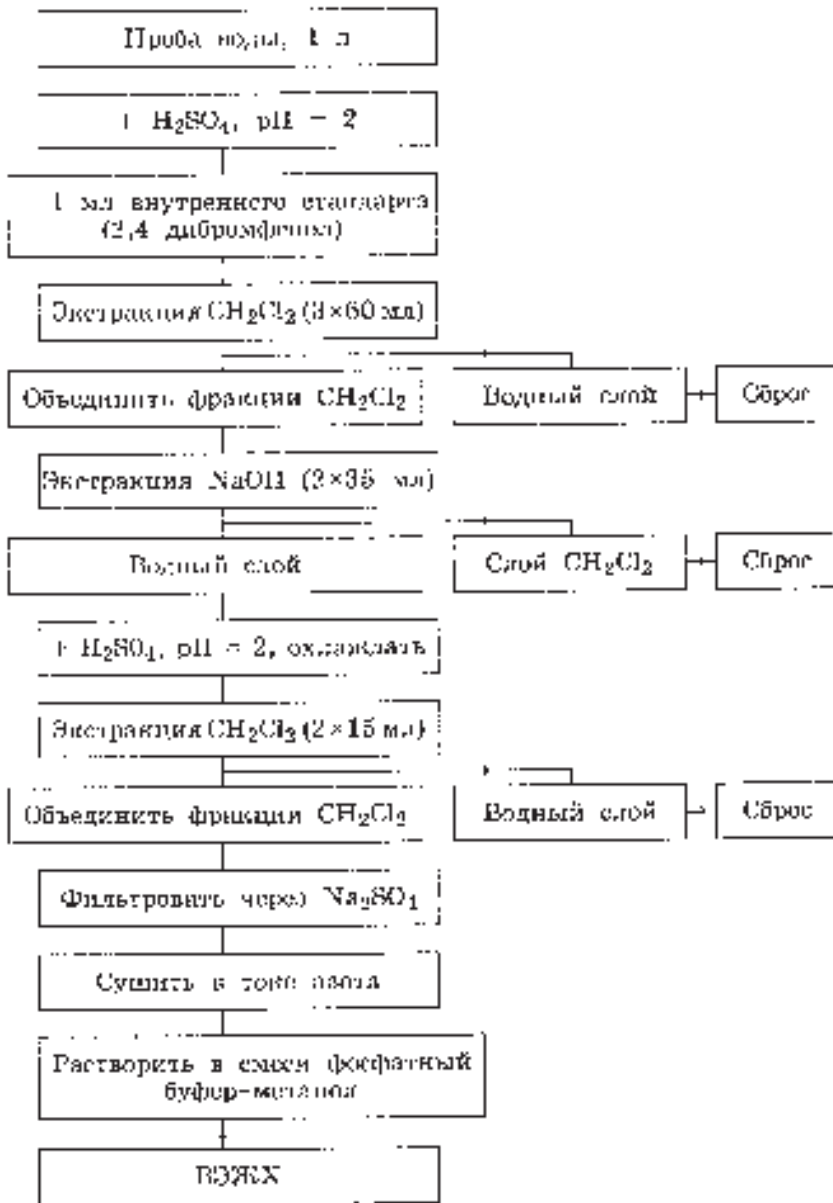 Проба воды, 1 л
+ H₂SO₄, pH = 2
1 мл внутреннего стандарта
(2,4 дибромфенил)
Экстракция CH₂Cl₂ (3×60 мл)
Объединить фракции CH₂Cl₂
Водный слой
Сброс
Экстракция NaOH (2×35 мл)
Водный слой
Слой CH₂Cl₂
Сброс
+ H₂SO₄, pH = 2, охлаждать
Экстракция CH₂Cl₂ (2×15 мл)
Объединить фракции CH₂Cl₂
Водный слой
Сброс
Фильтровать через Na₂SO₄
Сушить в токе азота
Растворить в смеси фосфатный
буфер-метанол
ВЭЖХ